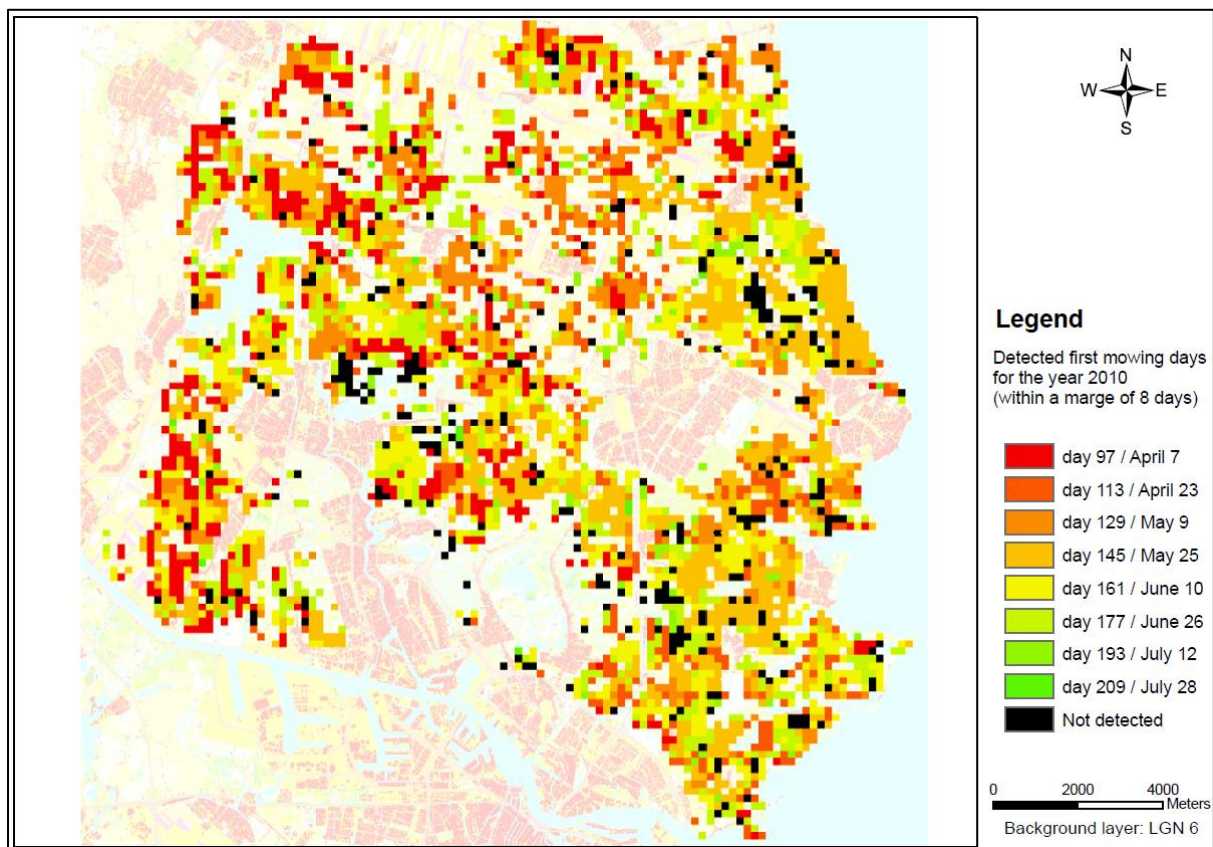 N
W E
S
Legend
Detected first mowing days
for the year 2010
(within a marge of 8 days)
day 97 / April 7
day 113 / April 23
day 129 / May 9
day 145 / May 25
day 161 / June 10
day 177 / June 26
day 193 / July 12
day 209 / July 28
Not detected
0 2000 4000
Meters
Background layer: LGN 6